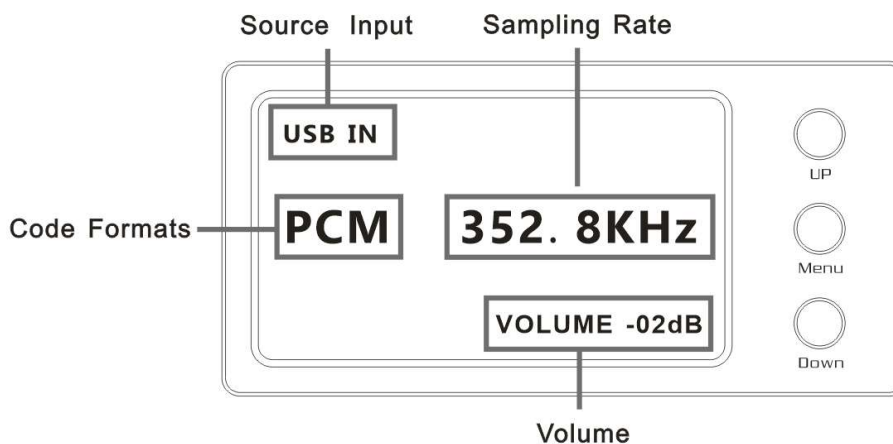 Source Input
Sampling Rate
USB IN
UP
Code Formats
PCM
352. 8KHz
Menu
VOLUME -02dB
Down
Volume